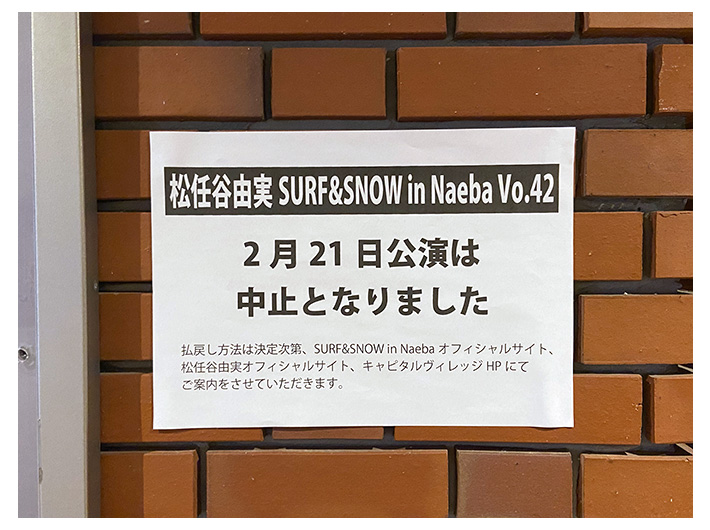 松任谷由実 SURF&SNOW in Naeba Vo.42
2月21日公演は
中止となりました
払戻し方法は決定次第、SURF&SNOW in Naeba オフィシャルサイト、
松任谷由実オフィシャルサイト、キャピタルヴィレッジ HP にて
ご案内をさせていただきます。